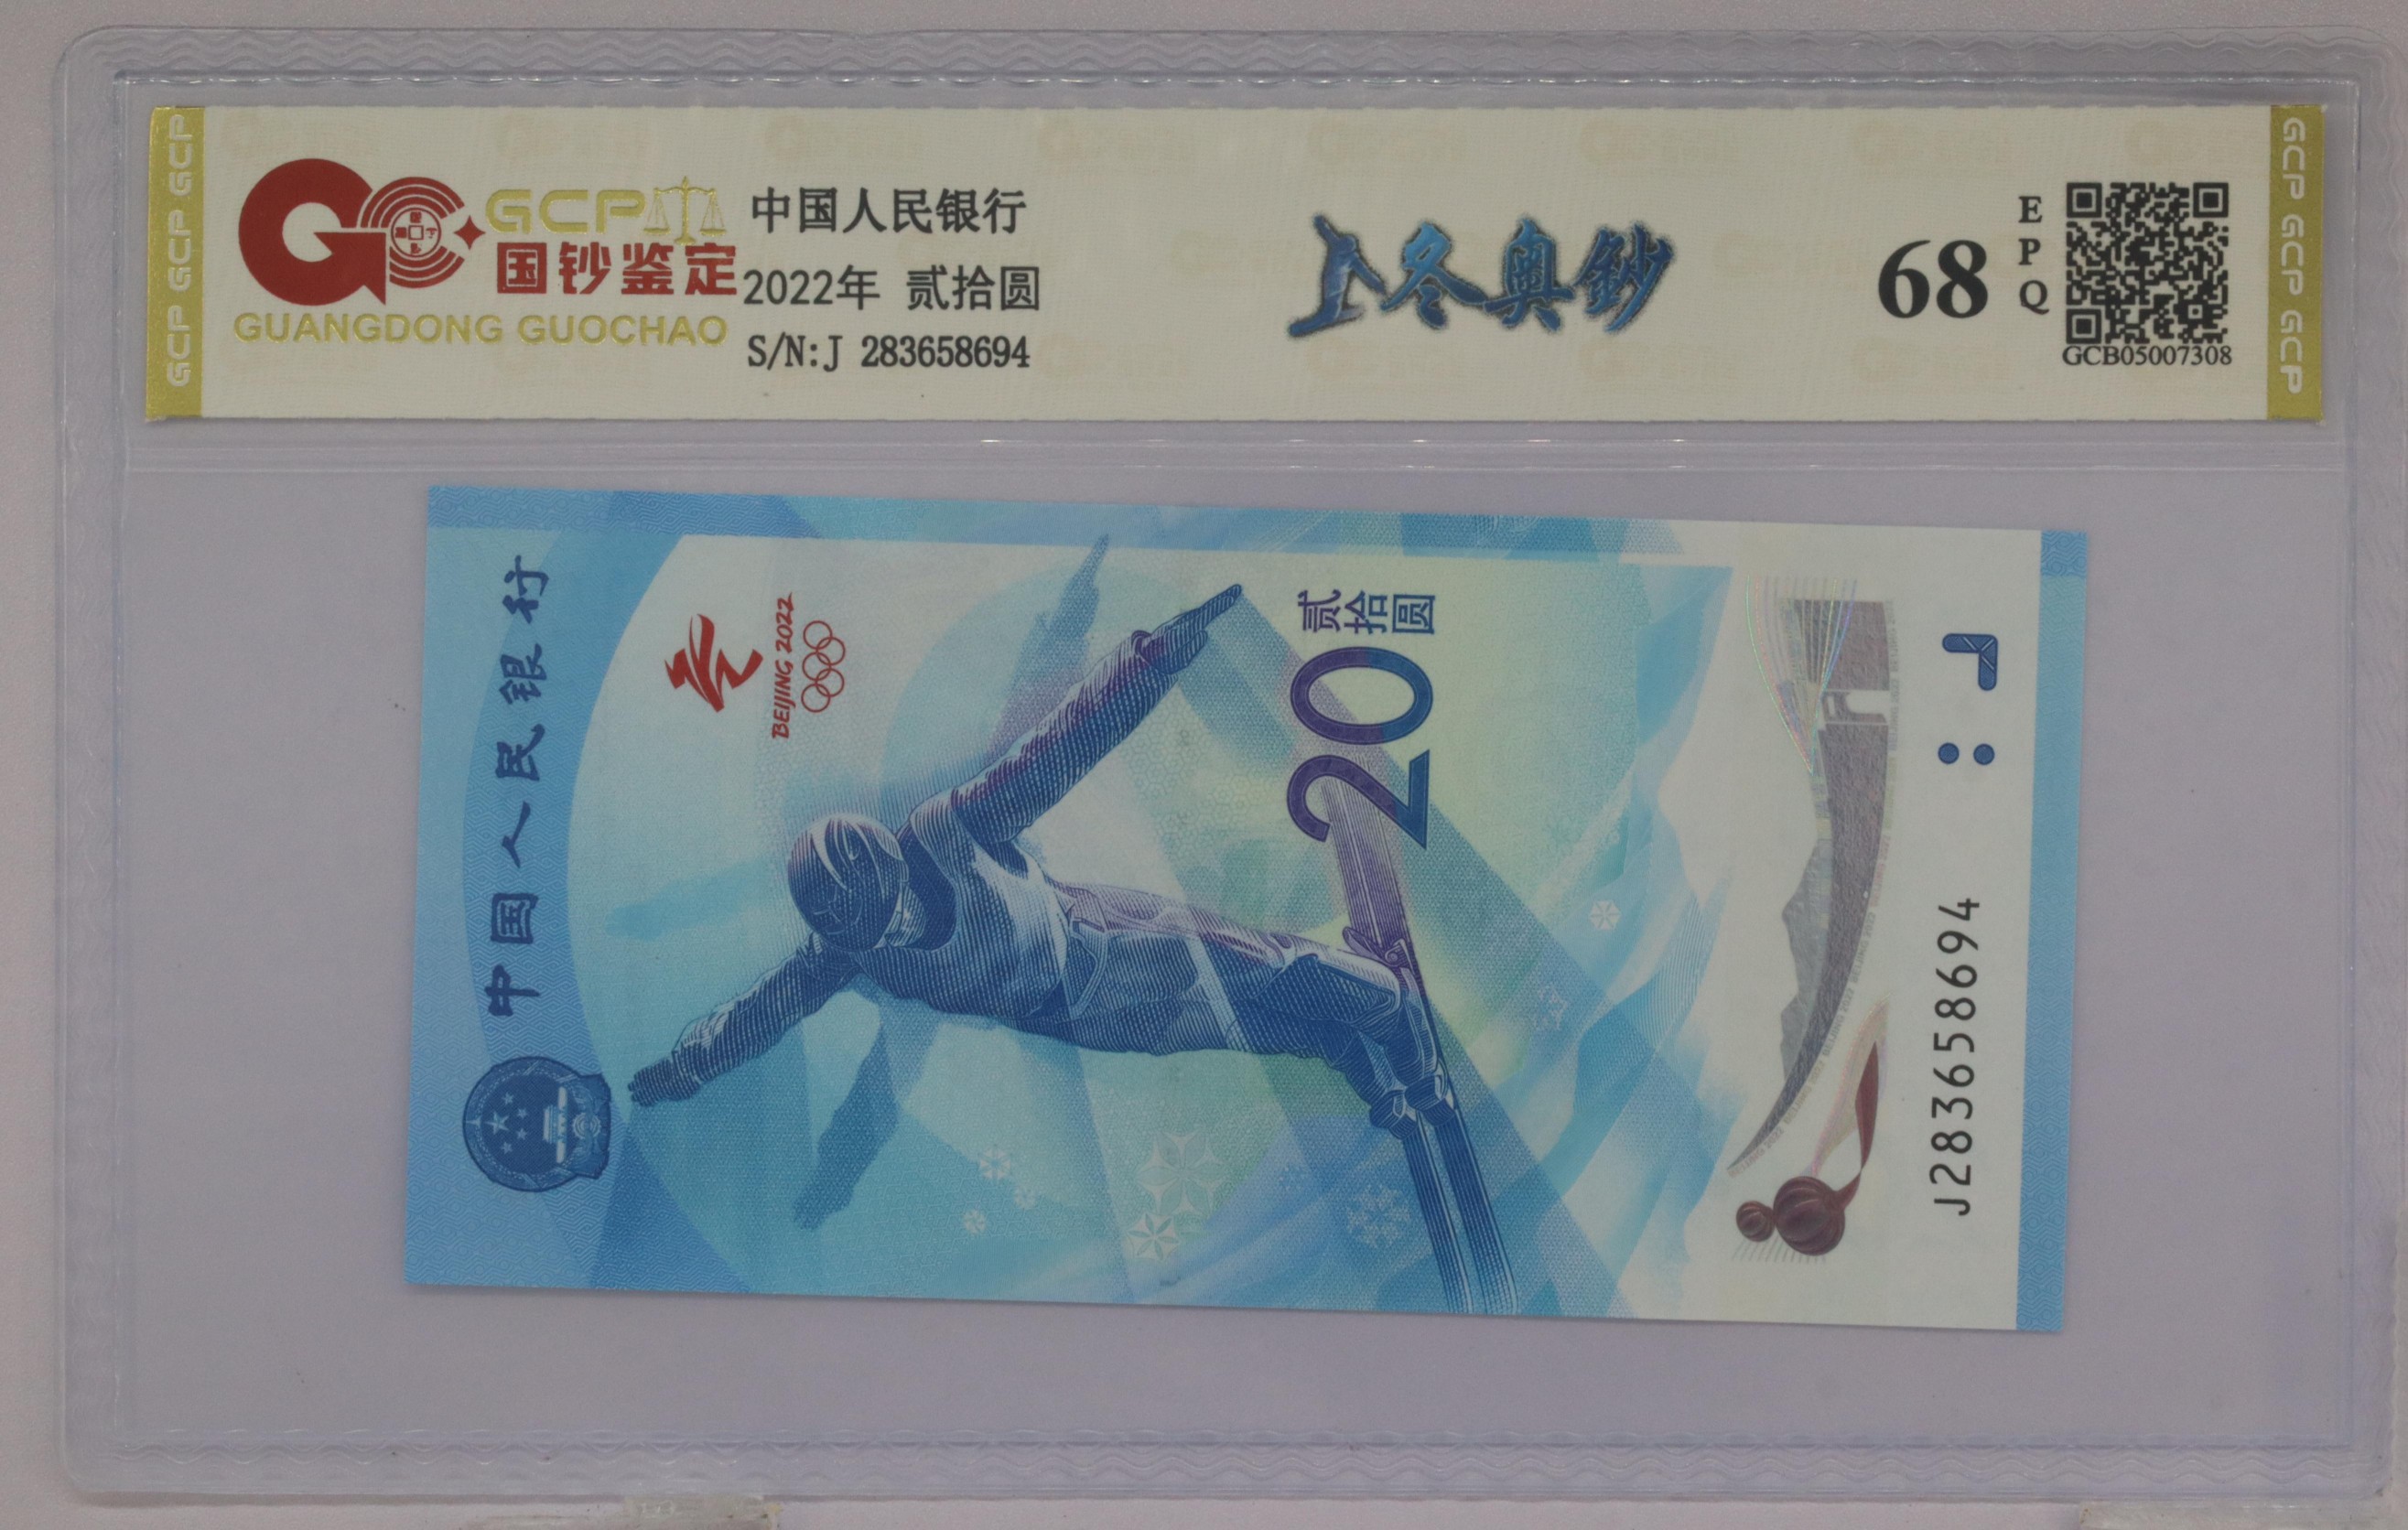 GCP GCP GCP
GCP
国钞鉴定
GUANGDONG GUOCHAO
中国人民银行
2022年 贰拾圆
S/N:J 283658694
冬奥鈔
68
EPQ
GCB05007308
GCP GCP GCP
中国人民银行
BEIJING 2022
贰拾圆
20
J283658694